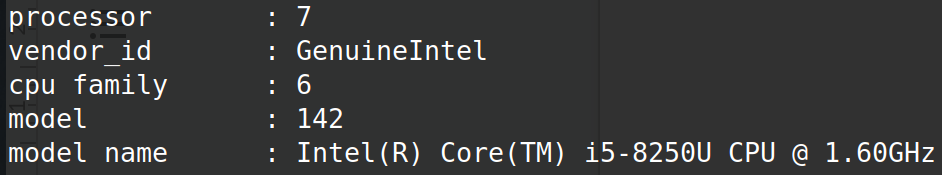 processor : 7
vendor_id : GenuineIntel
cpu family : 6
model : 142
model name : Intel(R) Core(TM) i5-8250U CPU @ 1.60GHz